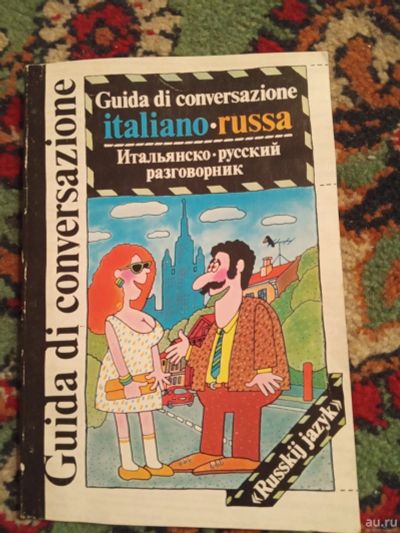 Guida di conversazione
Guida di conversazione
italiano·russa
Итальянско·русский
разговорник
«Russkij jazyk»
au.ru